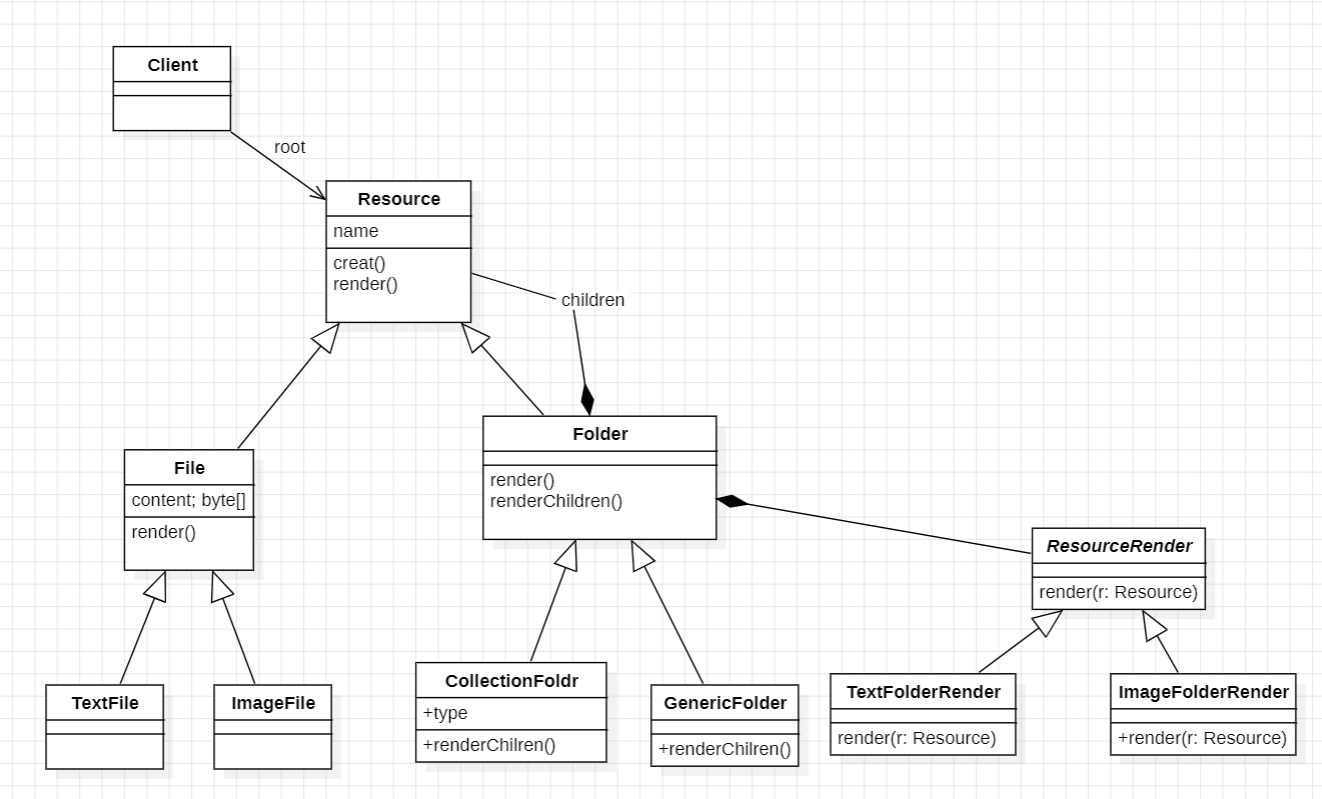 Client
root
Resource
name
creat()
render()
children
File
content; byte[]
render()
Folder
render()
renderChildren()
ResourceRender
render(r: Resource)
TextFile
ImageFile
CollectionFoldr
+type
+renderChilren()
GenericFolder
+renderChilren()
TextFolderRender
render(r: Resource)
ImageFolderRender
+render(r: Resource)